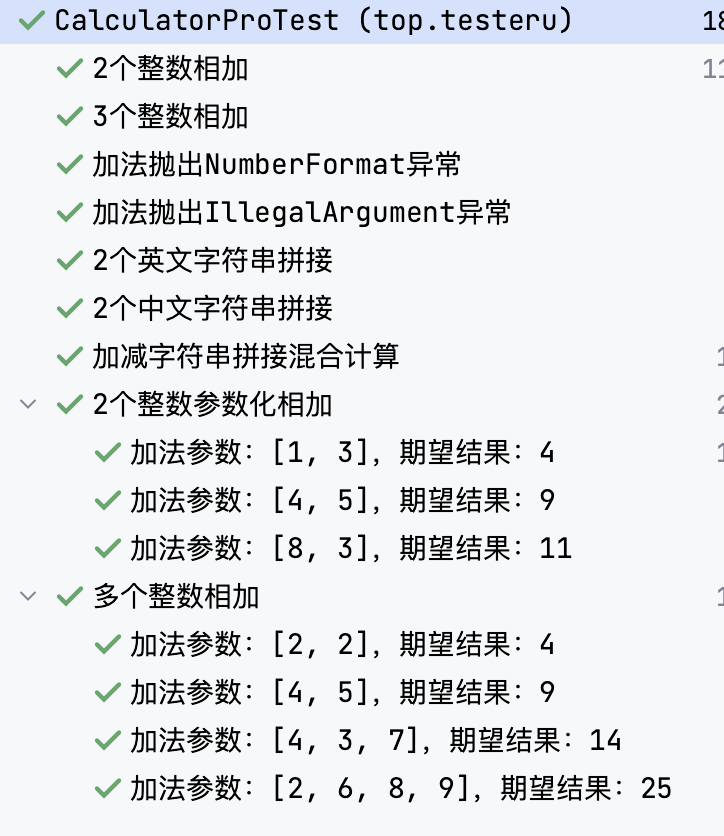 CalculatorProTest (top.testeru)
2个整数相加
3个整数相加
加法抛出NumberFormat异常
加法抛出IllegalArgument异常
2个英文字符串拼接
2个中文字符串拼接
加减字符串拼接混合计算
2个整数参数化相加
加法参数：[1, 3]，期望结果：4
加法参数：[4, 5]，期望结果：9
加法参数：[8, 3]，期望结果：11
多个整数相加
加法参数：[2, 2]，期望结果：4
加法参数：[4, 5]，期望结果：9
加法参数：[4, 3, 7]，期望结果：14
加法参数：[2, 6, 8, 9]，期望结果：25